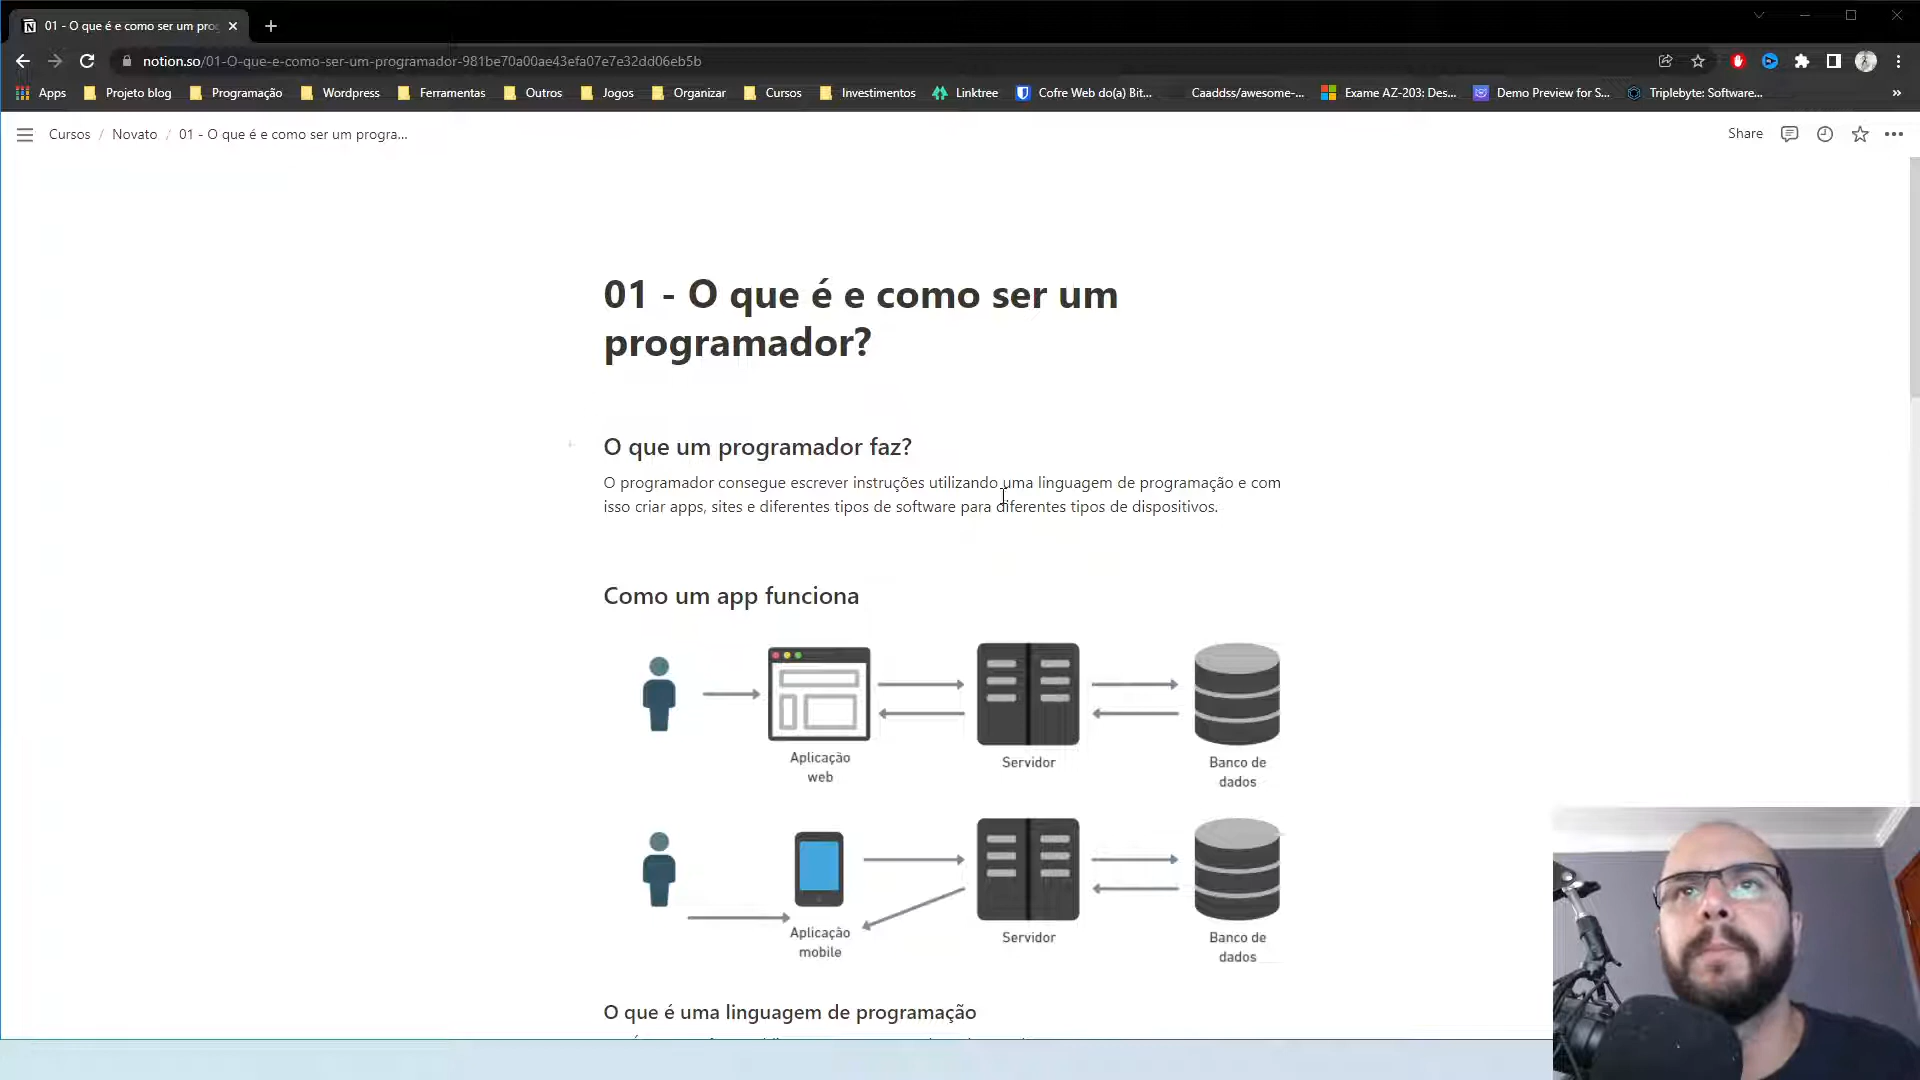 01 - O que é e como ser um prog
notion.so/01-O-que-e-como-ser-um-programador-981be70a00ae43efa07e7e32dd06eb5b
Apps Projeto blog Programação Wordpress Ferramentas Outros Jogos Organizar Cursos Investimentos Linktree Cofre Web do(a) Bit... Caaddss/awesome-... Exame AZ-203: Des... Demo Preview for S... Triplebyte: Software... »
Cursos / Novato / 01 - O que é e como ser um progra... Share
01 - O que é e como ser um
programador?
O que um programador faz?
O programador consegue escrever instruções utilizando uma linguagem de programação e com
isso criar apps, sites e diferentes tipos de software para diferentes tipos de dispositivos.
Como um app funciona
Aplicação
web
Servidor
Banco de
dados
Aplicação
mobile
Servidor
Banco de
dados
O que é uma linguagem de programação